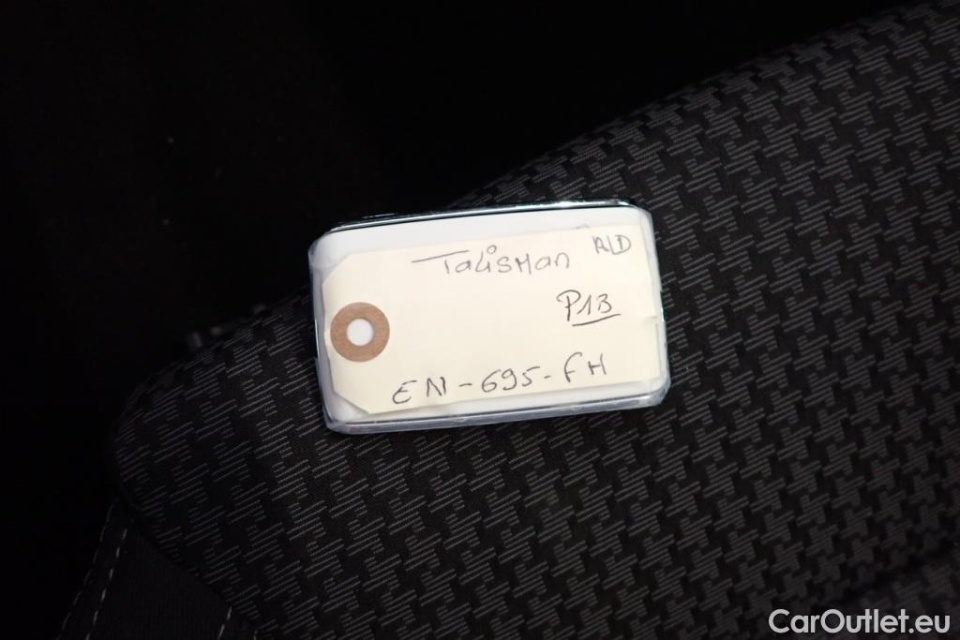 Talisman ALD
P13
EN-695-FH
CarOutlet.eu